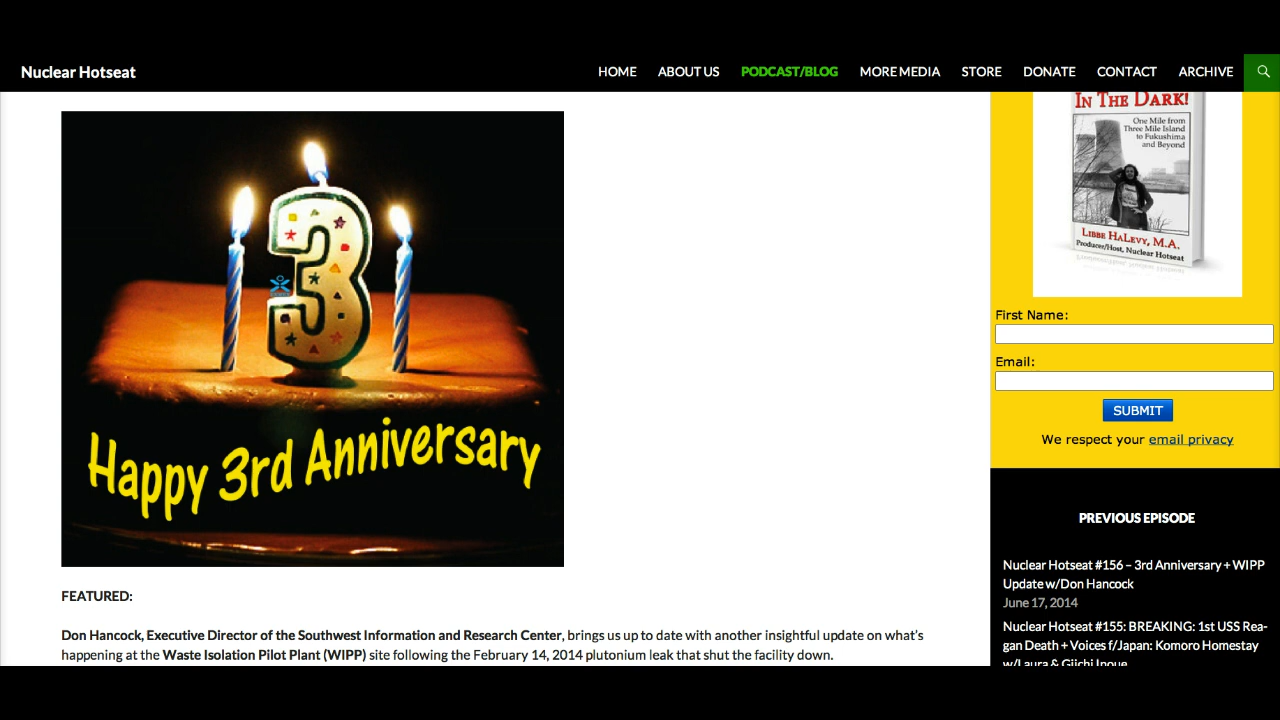 Nuclear Hotseat
HOME ABOUT US PODCAST/BLOG MORE MEDIA STORE DONATE CONTACT ARCHIVE
3
Happy 3rd Anniversary
FEATURED:
Don Hancock, Executive Director of the Southwest Information and Research Center, brings us up to date with another insightful update on what's
happening at the Waste Isolation Pilot Plant (WIPP) site following the February 14, 2014 plutonium leak that shut the facility down.
IN THE DARK!
One Mile from
Three Mile Island
to Fukushima
and Beyond
LIBBE HALEVY, M.A.
Producer/Host, Nuclear Hotseat
First Name:
Email:
SUBMIT
We respect your email privacy
PREVIOUS EPISODE
Nuclear Hotseat #156 – 3rd Anniversary + WIPP
Update w/Don Hancock
June 17, 2014
Nuclear Hotseat #155: BREAKING: 1st USS Rea-
gan Death + Voices f/Japan: Komoro Homestay
w/Laura & Giichi Inoue